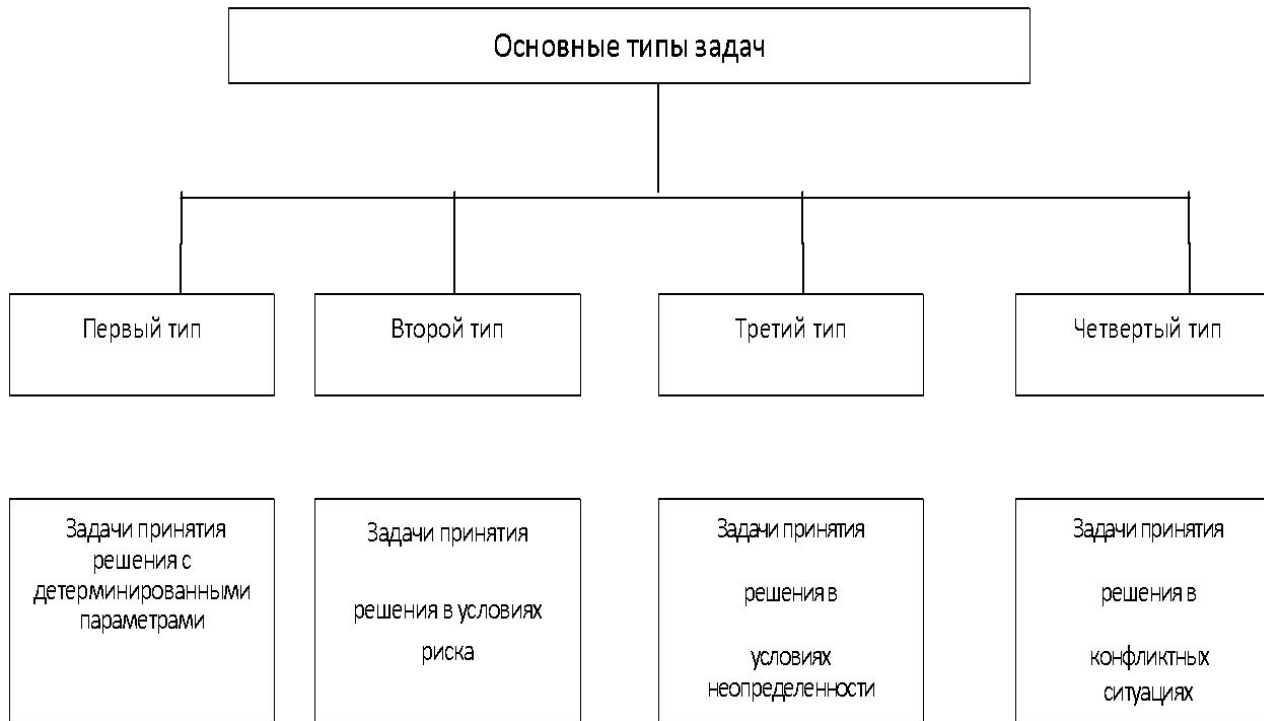 Основные типы задач
Первый тип
Второй тип
Третий тип
Четвертый тип
Задачи принятия
решения с
детерминированными
параметрами
Задачи принятия
решения в условиях
риска
Задачи принятия
решения в
условиях
неопределенности
Задачи принятия
решения в
конфликтных
ситуациях